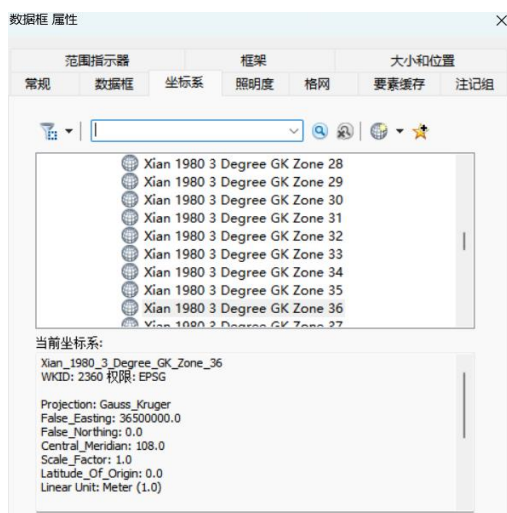 数据框 属性
范围指示器 框架 大小和位置
常规 数据框 坐标系 照明度 格网 要素缓存 注记组
Xian 1980 3 Degree GK Zone 28
Xian 1980 3 Degree GK Zone 29
Xian 1980 3 Degree GK Zone 30
Xian 1980 3 Degree GK Zone 31
Xian 1980 3 Degree GK Zone 32
Xian 1980 3 Degree GK Zone 33
Xian 1980 3 Degree GK Zone 34
Xian 1980 3 Degree GK Zone 35
Xian 1980 3 Degree GK Zone 36
Xian 1980 3 Degree GK Zone 37
当前坐标系:
Xian_1980_3_Degree_GK_Zone_36
WKID: 2360 权限: EPSG
Projection: Gauss_Kruger
False_Easting: 36500000.0
False_Northing: 0.0
Central_Meridian: 108.0
Scale_Factor: 1.0
Latitude_Of_Origin: 0.0
Linear Unit: Meter (1.0)